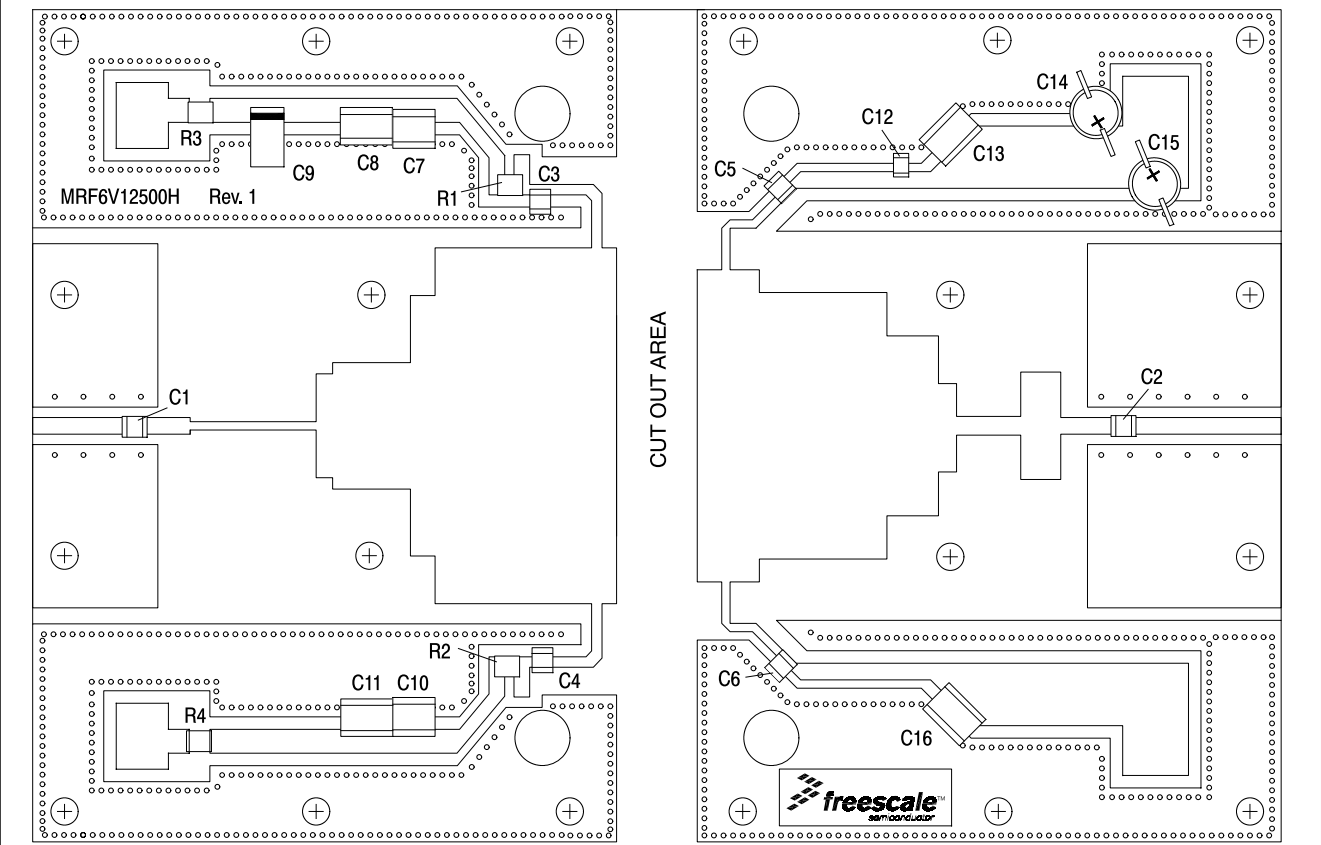 C14
C12
C15
R3
C13
C8
C7
C9
C5
C3
MRF6V12500H Rev. 1
R1
CUT OUT AREA
C1
C2
R2
C4
C6
C11 C10
R4
C16
freescale™
semiconductor